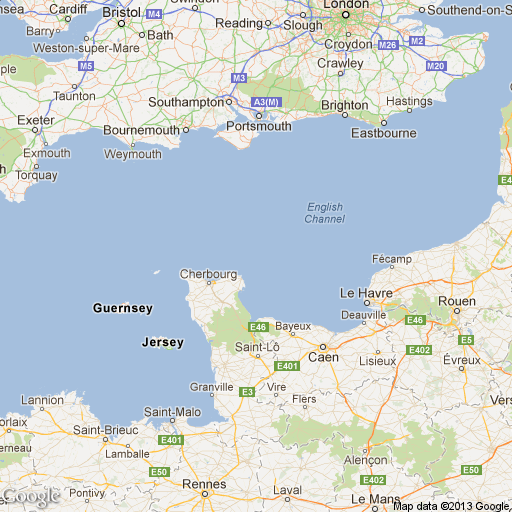 nsea
Cardiff
Swindon
London
Southend-on-S
Barry
Bristol
M4
Reading
Slough
Weston-super-Mare
Bath
Croydon
M2
M26
M5
M3
Crawley
M20
Taunton
Southampton
A3(M)
Hastings
Exeter
Bournemouth
Portsmouth
Brighton
Exmouth
Weymouth
Eastbourne
Torquay
English
Channel
Fécamp
Cherbourg
Le Havre
Guernsey
Deauville
E46
Rouen
Jersey
E46
Bayeux
E5
Saint-Lô
Caen
E402
E401
Lisieux
Évreux
Granville
E3
Vire
Lannion
Flers
Vers
Saint-Malo
orlaix
Saint-Brieuc
E401
erneau
Lamballe
Alençon
E50
E50
E402
Google
Pontivy
Rennes
Laval
Le Mans
Map data ©2013 Google